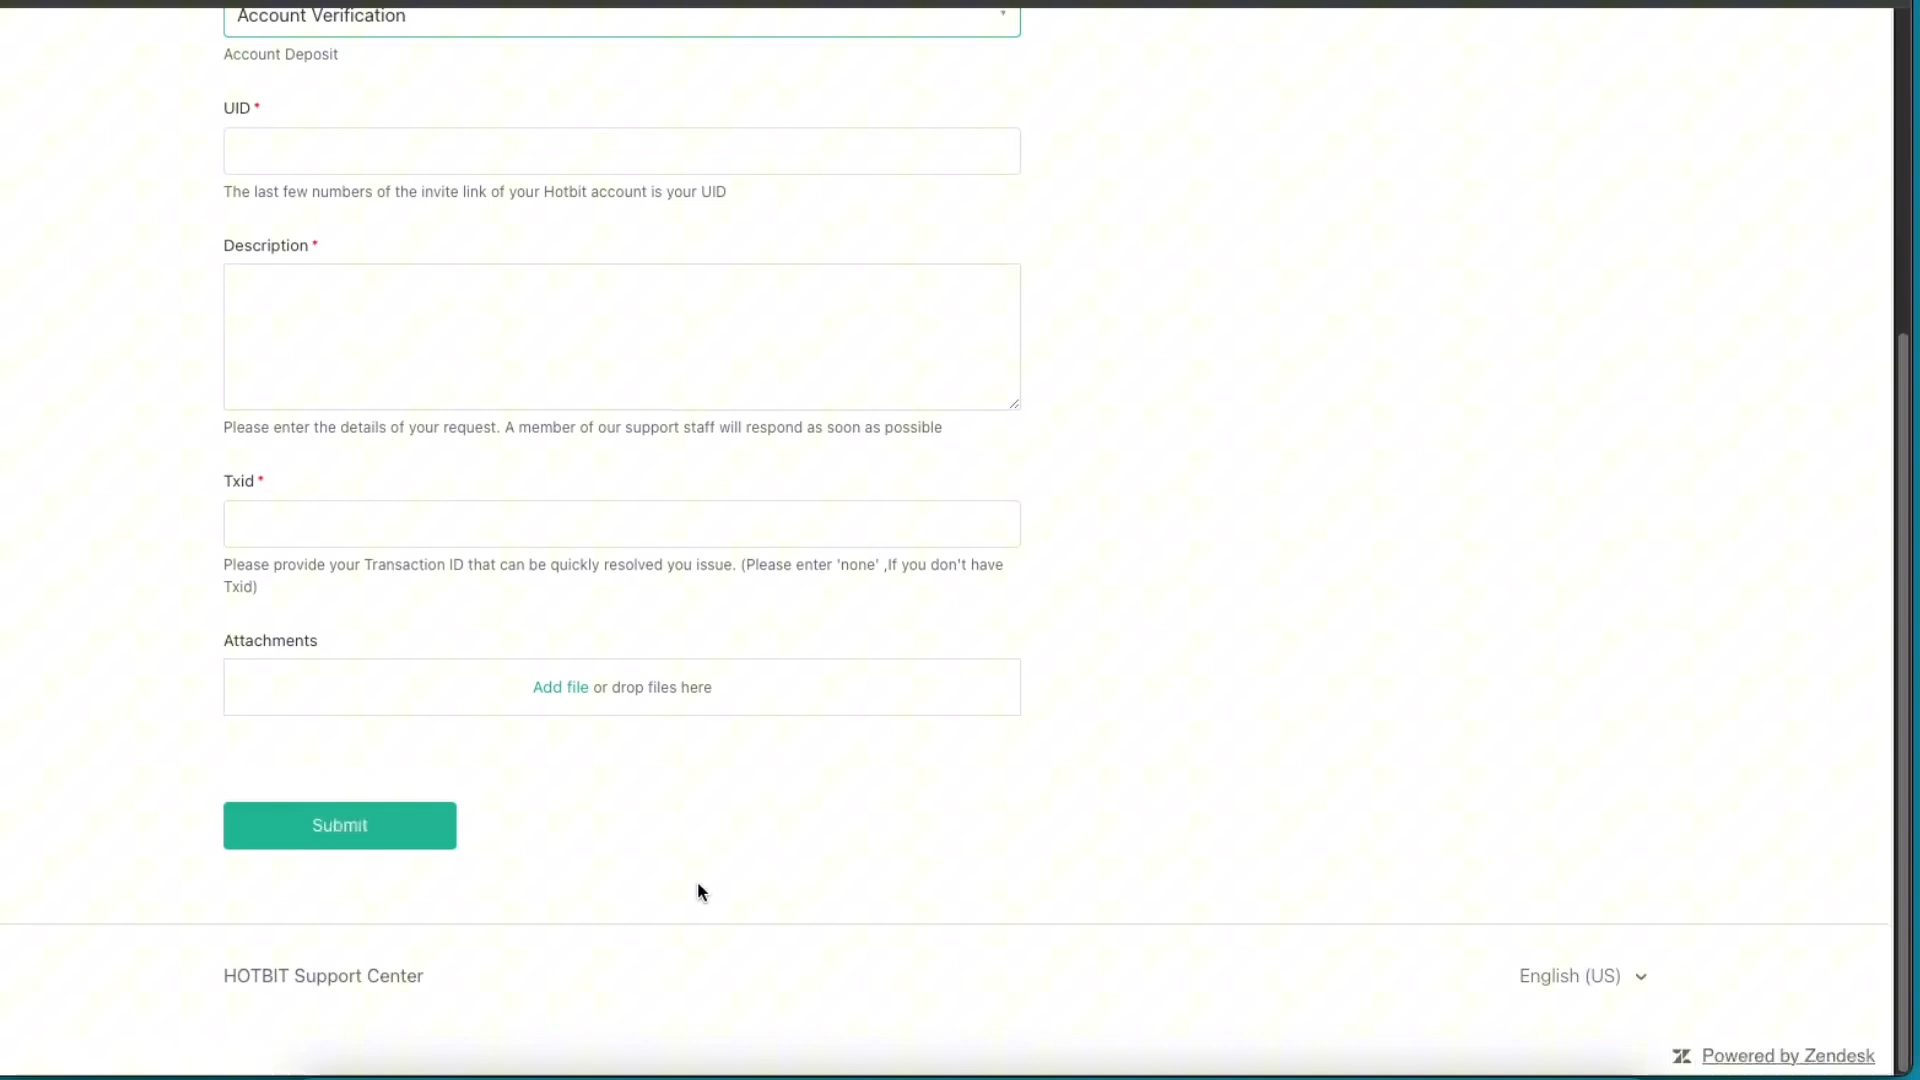 Account Verification
Account Deposit
UID *
The last few numbers of the invite link of your Hotbit account is your UID
Description *
Please enter the details of your request. A member of our support staff will respond as soon as possible
Txid *
Please provide your Transaction ID that can be quickly resolved you issue. (Please enter 'none' ,If you don't have
Txid)
Attachments
Add file or drop files here
Submit
HOTBIT Support Center
English (US)
Powered by Zendesk